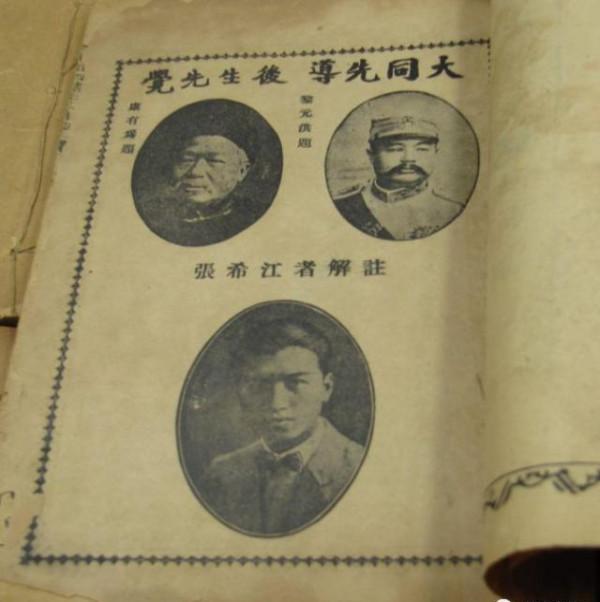 大同先導 後生先覺
黎元洪題
康有爲題
註解者江希張